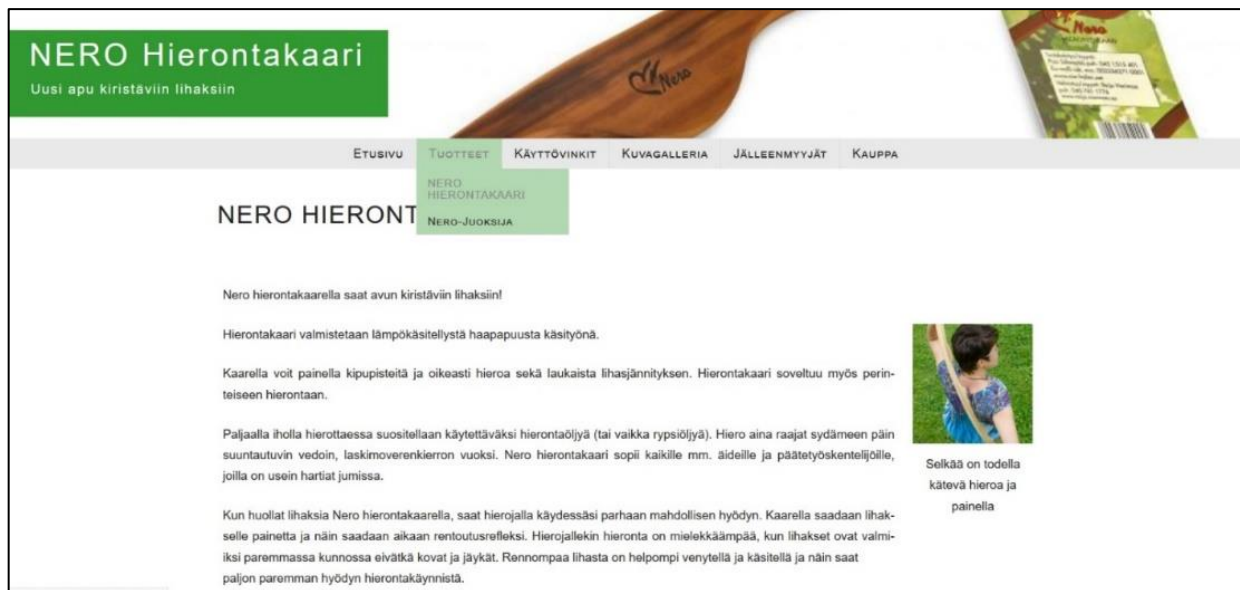 NERO Hierontakaari
Uusi apu kiristäviin lihaksiin
Nero
Nero
HIERONTAKAARI
ETUSIVU TUOTTEET KÄYTTÖVINKIT KUVAGALLERIA JÄLLEENMYYJÄT KAUPPA
NERO
HIERONTAKAARI
NERO-JUOKSIJA
NERO HIERONT
Nero hierontakaarella saat avun kiristäviin lihaksiin!
Hierontakaari valmistetaan lämpökäsitellystä haapapuusta käsityönä.
Kaarella voit painella kipupisteitä ja oikeasti hieroa sekä laukaista lihasjännityksen. Hierontakaari soveltuu myös perin-
teiseen hierontaan.
Paljaalla iholla hierottaessa suositellaan käytettäväksi hierontaöljyä (tai vaikka rypsiöljyä). Hiero aina raajat sydämeen päin
suuntautuvin vedoin, laskimoverenkierron vuoksi. Nero hierontakaari sopii kaikille mm. äideille ja päätetyöskentelijöille,
joilla on usein hartiat jumissa.
Kun huollat lihaksia Nero hierontakaarella, saat hierojalla käydessäsi parhaan mahdollisen hyödyn. Kaarella saadaan lihak-
selle painetta ja näin saadaan aikaan rentoutusrefleksi. Hierojallekin hieronta on mielekkäämpää, kun lihakset ovat valmi-
iksi paremmassa kunnossa eivätkä kovat ja jäykät. Rennompaa lihasta on helpompi venytellä ja käsitellä ja näin saat
paljon paremman hyödyn hierontakäynnistä.
Selkää on todella
kätevä hieroa ja
painella